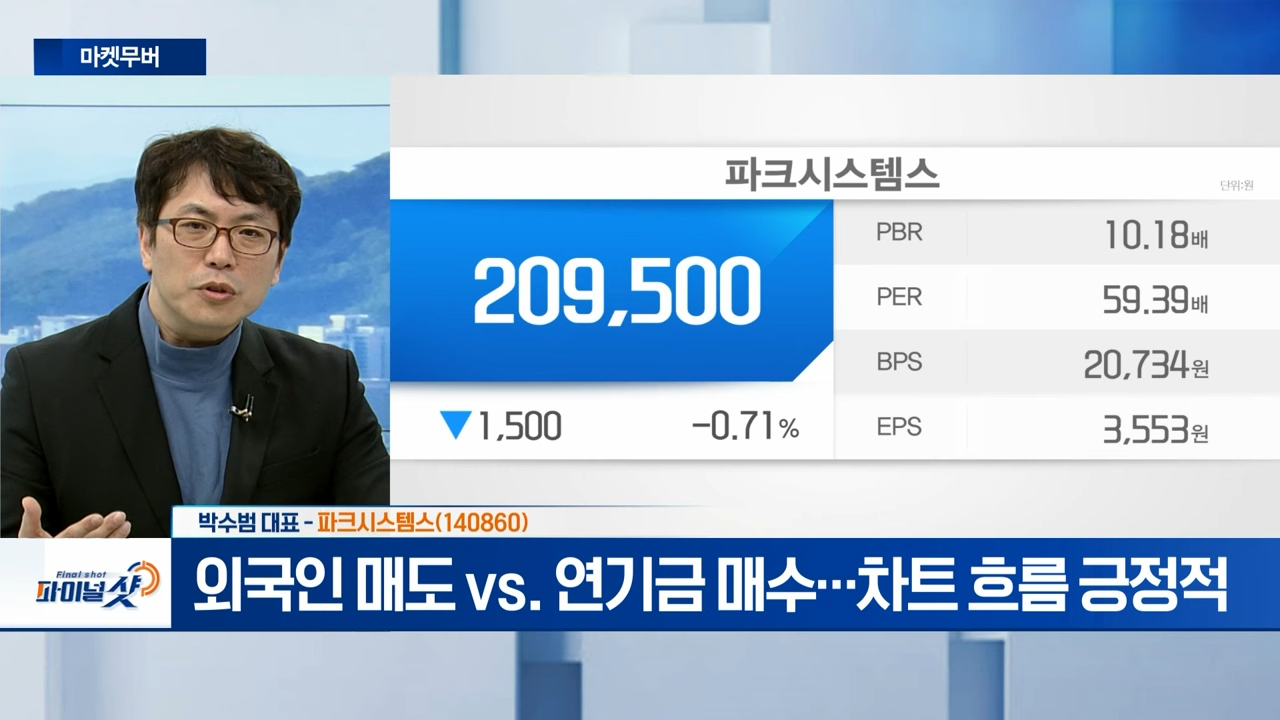 마켓무버
파크시스템스
단위:원
209,500
▼1,500 -0.71%
PBR 10.18배
PER 59.39배
BPS 20,734원
EPS 3,553원
박수범 대표 - 파크시스템스(140860)
Final shot
파이널샷
외국인 매도 vs. 연기금 매수…차트 흐름 긍정적